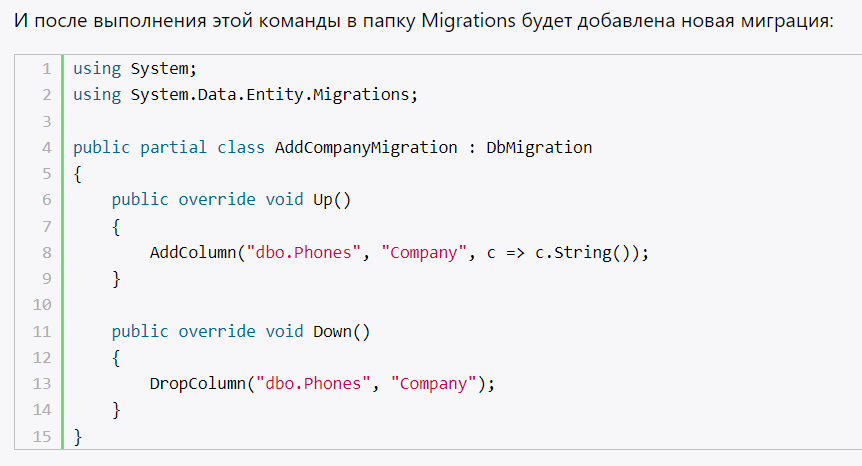 И после выполнения этой команды в папку Migrations будет добавлена новая миграция:
1 using System;
2 using System.Data.Entity.Migrations;
3
4 public partial class AddCompanyMigration : DbMigration
5 {
6     public override void Up()
7     {
8         AddColumn("dbo.Phones", "Company", c => c.String());
9     }
10
11     public override void Down()
12     {
13         DropColumn("dbo.Phones", "Company");
14     }
15 }